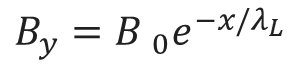 B_y = B_0 e^{-x/λ_L}